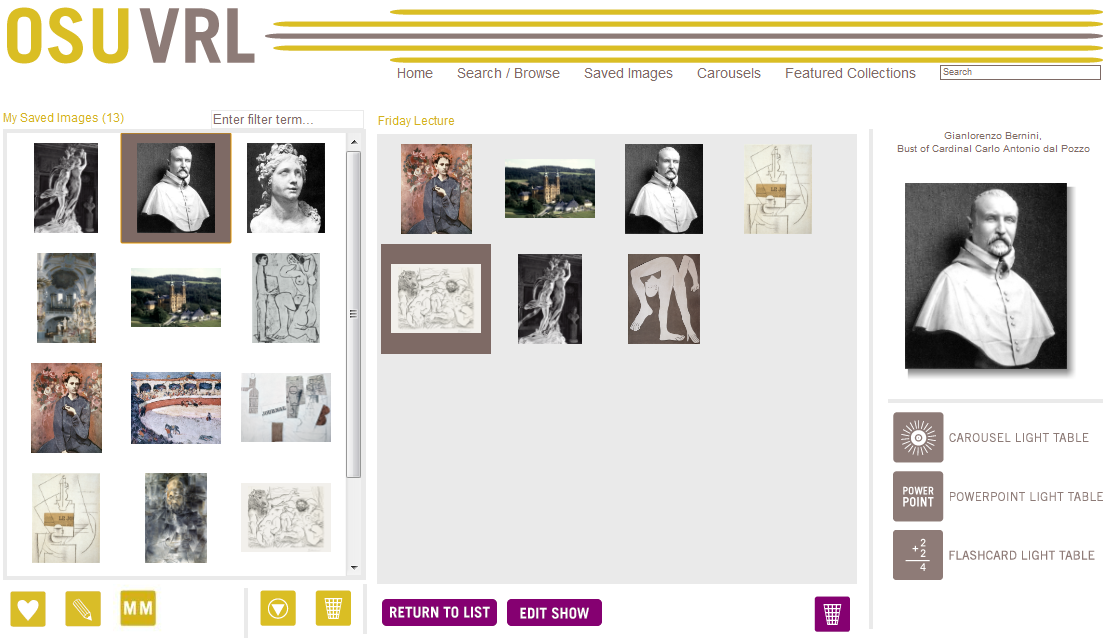 OSUVRL
Home Search / Browse Saved Images Carousels Featured Collections Search
My Saved Images (13) Enter filter term...
Friday Lecture
Gianlorenzo Bernini,
Bust of Cardinal Carlo Antonio dal Pozzo
CAROUSEL LIGHT TABLE
POWER
POINT
POWERPOINT LIGHT TABLE
+2
2
4
FLASHCARD LIGHT TABLE
MM
RETURN TO LIST EDIT SHOW